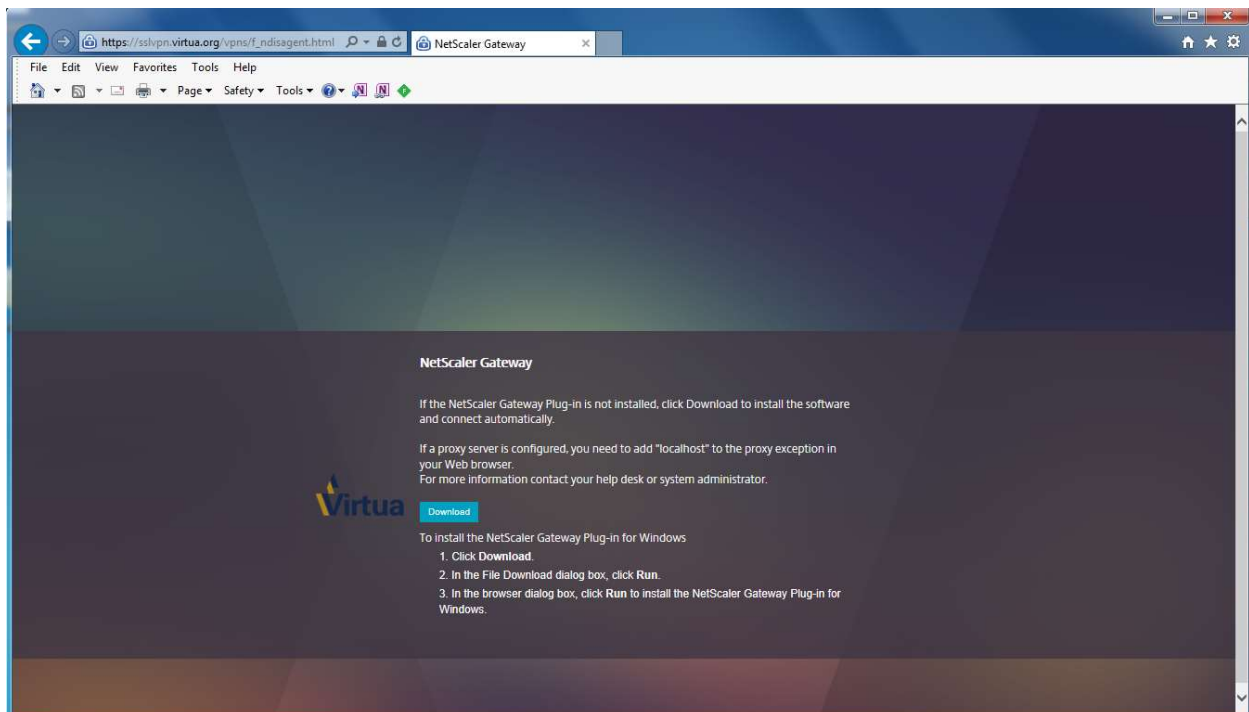 https://sslvpn.virtua.org/vpns/f_ndisagent.html
NetScaler Gateway
File Edit View Favorites Tools Help
Page Safety Tools
NetScaler Gateway
If the NetScaler Gateway Plug-in is not installed, click Download to install the software
and connect automatically.
If a proxy server is configured, you need to add "localhost" to the proxy exception in
your Web browser.
For more information contact your help desk or system administrator.
Virtua
Download
To install the NetScaler Gateway Plug-in for Windows
1. Click Download.
2. In the File Download dialog box, click Run.
3. In the browser dialog box, click Run to install the NetScaler Gateway Plug-in for
Windows.